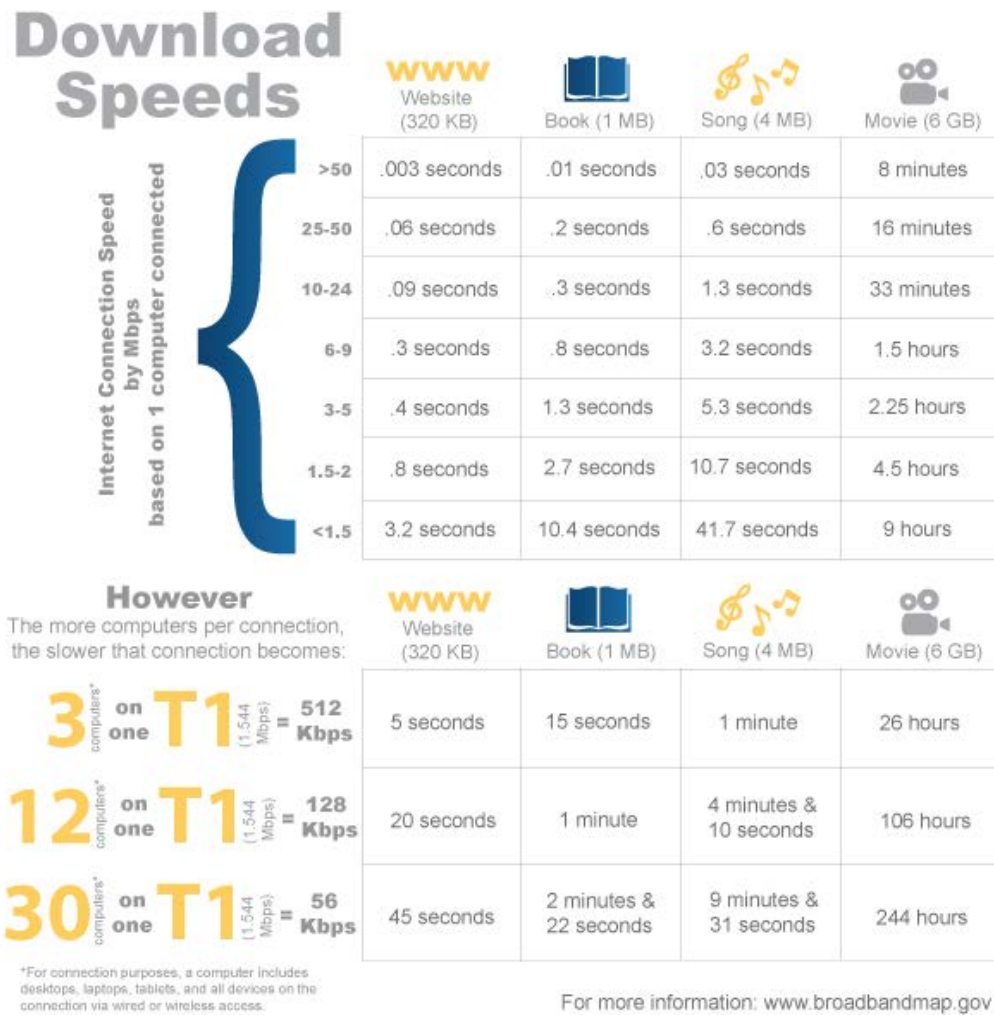 Download
Speeds
www
Website
(320 KB)
Book (1 MB)
Song (4 MB)
Movie (6 GB)
Internet Connection Speed
by Mbps
based on 1 computer connected
>50 .003 seconds .01 seconds .03 seconds 8 minutes
25-50 .06 seconds .2 seconds .6 seconds 16 minutes
10-24 .09 seconds .3 seconds 1.3 seconds 33 minutes
6-9 .3 seconds .8 seconds 3.2 seconds 1.5 hours
3-5 .4 seconds 1.3 seconds 5.3 seconds 2.25 hours
1.5-2 .8 seconds 2.7 seconds 10.7 seconds 4.5 hours
<1.5 3.2 seconds 10.4 seconds 41.7 seconds 9 hours
However
The more computers per connection,
the slower that connection becomes:
www
Website
(320 KB)
Book (1 MB)
Song (4 MB)
Movie (6 GB)
3 computers* on one T1 (1.544 Mbps) = 512 Kbps
5 seconds
15 seconds
1 minute
26 hours
12 computers* on one T1 (1.544 Mbps) = 128 Kbps
20 seconds
1 minute
4 minutes &
10 seconds
106 hours
30 computers* on one T1 (1.544 Mbps) = 56 Kbps
45 seconds
2 minutes &
22 seconds
9 minutes &
31 seconds
244 hours
*For connection purposes, a computer includes
desktops, laptops, tablets, and all devices on the
connection via wired or wireless access.
For more information: www.broadbandmap.gov